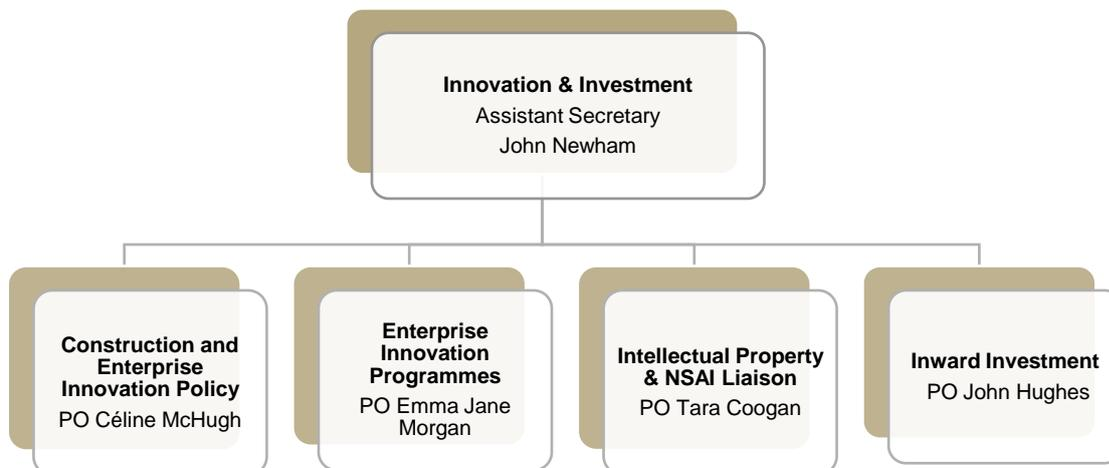 Innovation & Investment
Assistant Secretary
John Newham
Construction and
Enterprise
Innovation Policy
PO Céline McHugh
Enterprise
Innovation
Programmes
PO Emma Jane
Morgan
Intellectual Property
& NSAI Liaison
PO Tara Coogan
Inward Investment
PO John Hughes